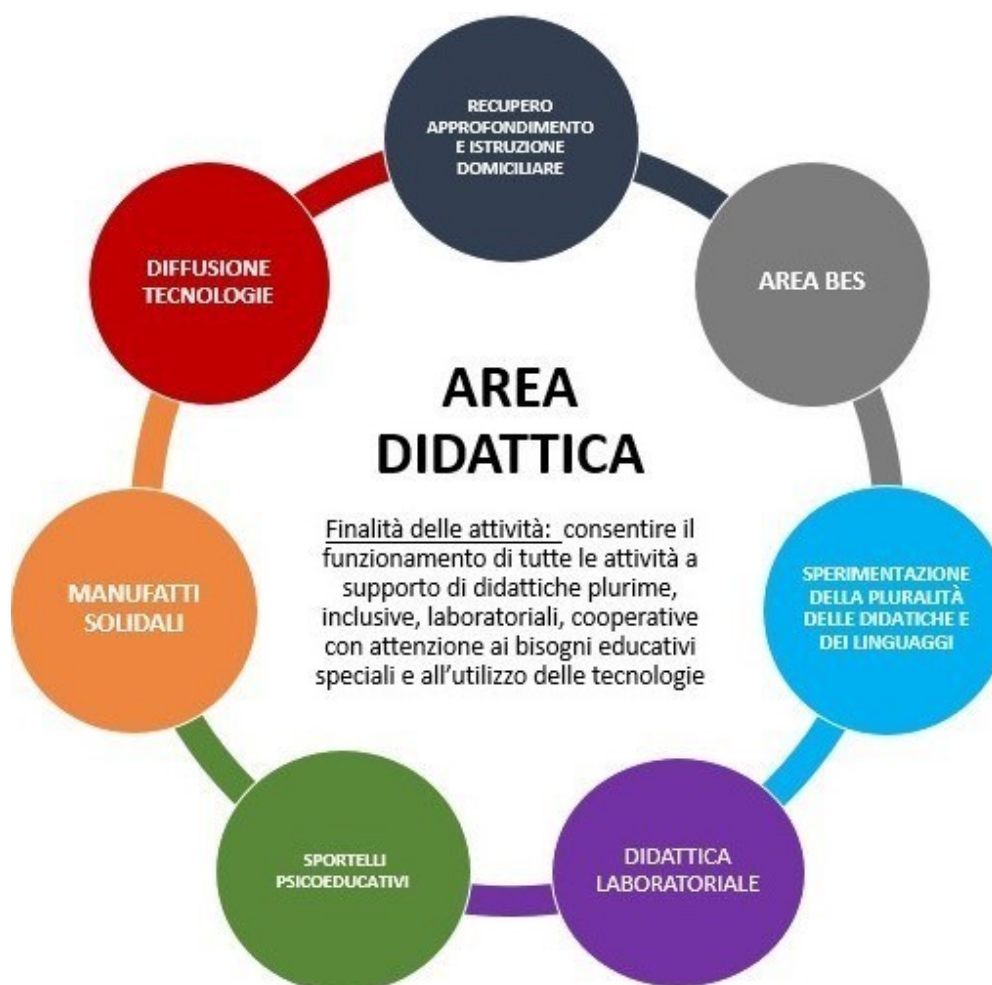 RECUPERO
APPROFONDIMENTO
E ISTRUZIONE
DOMICILIARE
AREA BES
SPERIMENTAZIONE
DELLA PLURALITÀ
DELLE DIDATICHE E
DEI LINGUAGGI
DIDATTICA
LABORATORIALE
SPORTELLI
PSICOEDUCATIVI
MANUFATTI
SOLIDALI
DIFFUSIONE
TECNOLOGIE
AREA
DIDATTICA
Finalità delle attività: consentire il
funzionamento di tutte le attività a
supporto di didattiche plurime,
inclusive, laboratoriali, cooperative
con attenzione ai bisogni educativi
speciali e all'utilizzo delle tecnologie